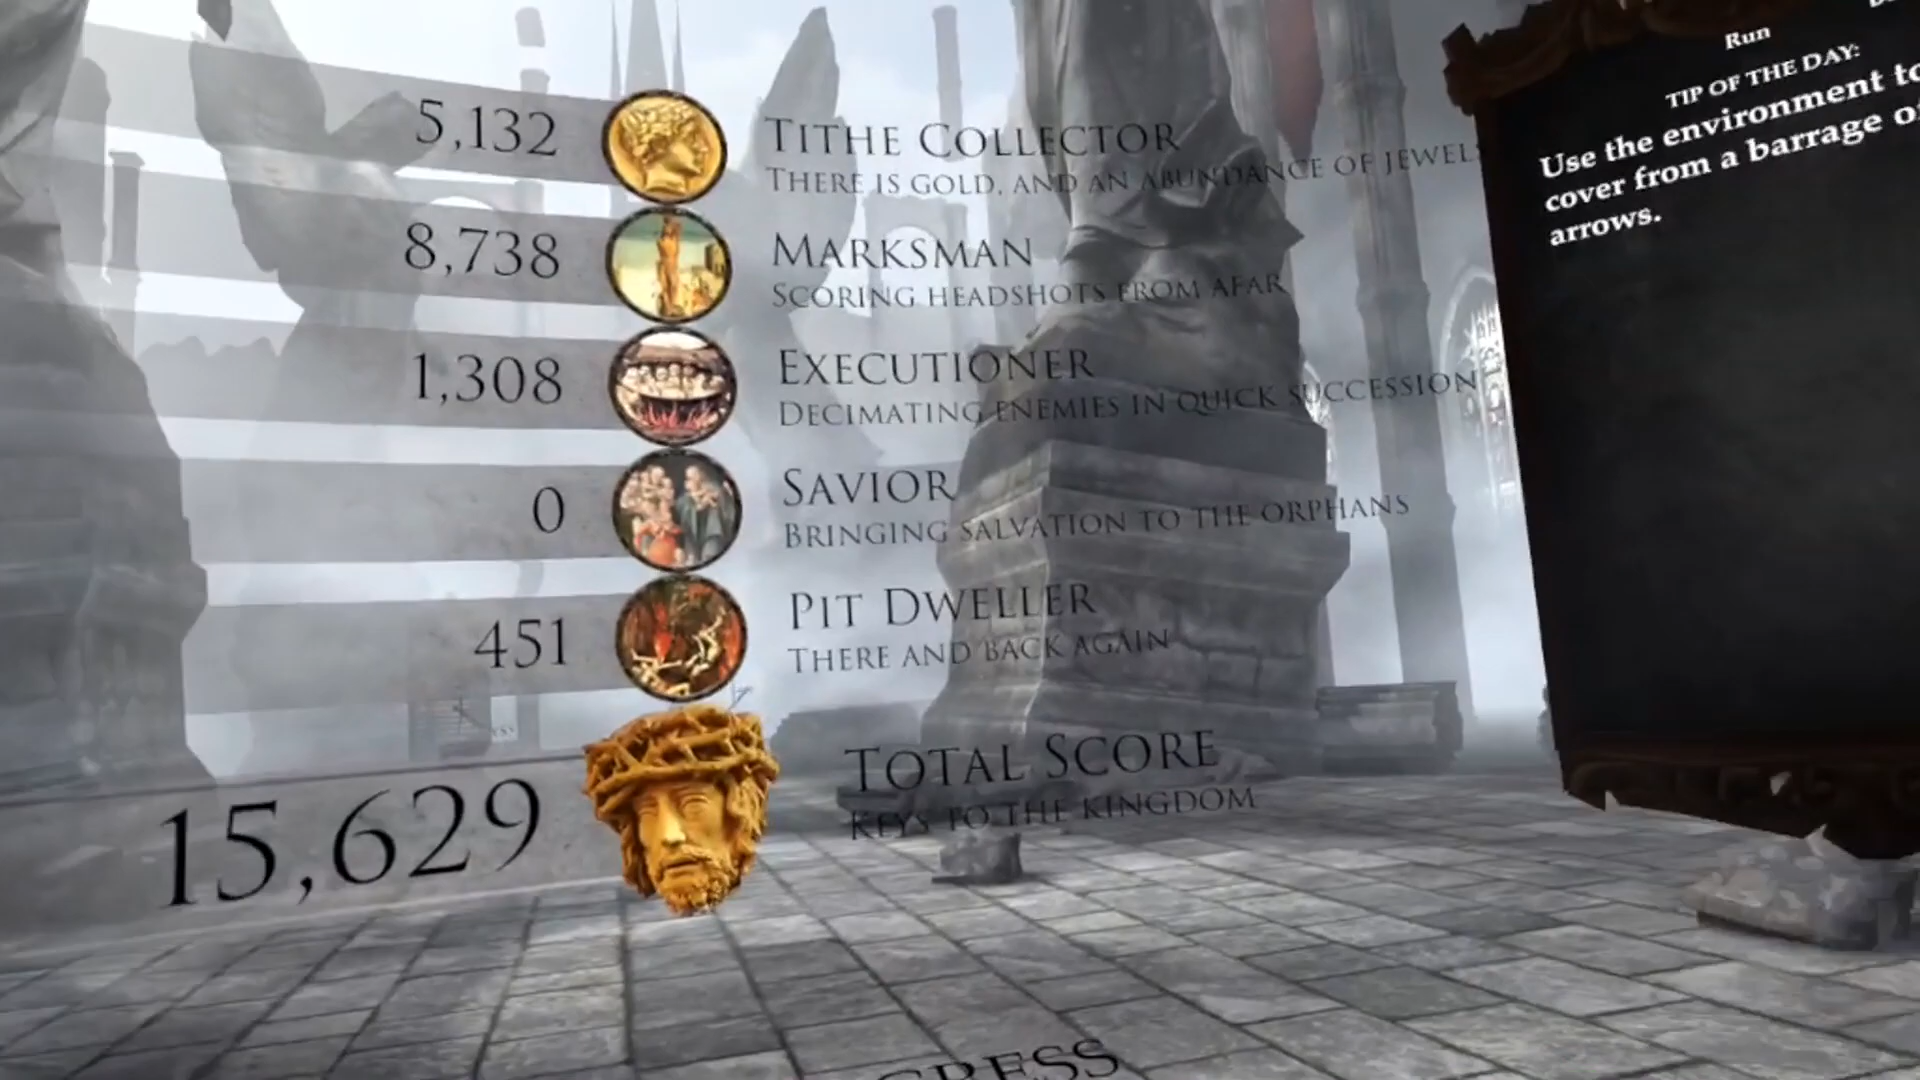 5,132
TITHE COLLECTOR
THERE IS GOLD, AND AN ABUNDANCE OF JEWELS
8,738
MARKSMAN
SCORING HEADSHOTS FROM AFAR
1,308
EXECUTIONER
DECIMATING ENEMIES IN QUICK SUCCESSION
0
SAVIOR
BRINGING SALVATION TO THE ORPHANS
451
PIT DWELLER
THERE AND BACK AGAIN
15,629
TOTAL SCORE
KEYS TO THE KINGDOM
Run
TIP OF THE DAY:
Use the environment to
cover from a barrage of
arrows.